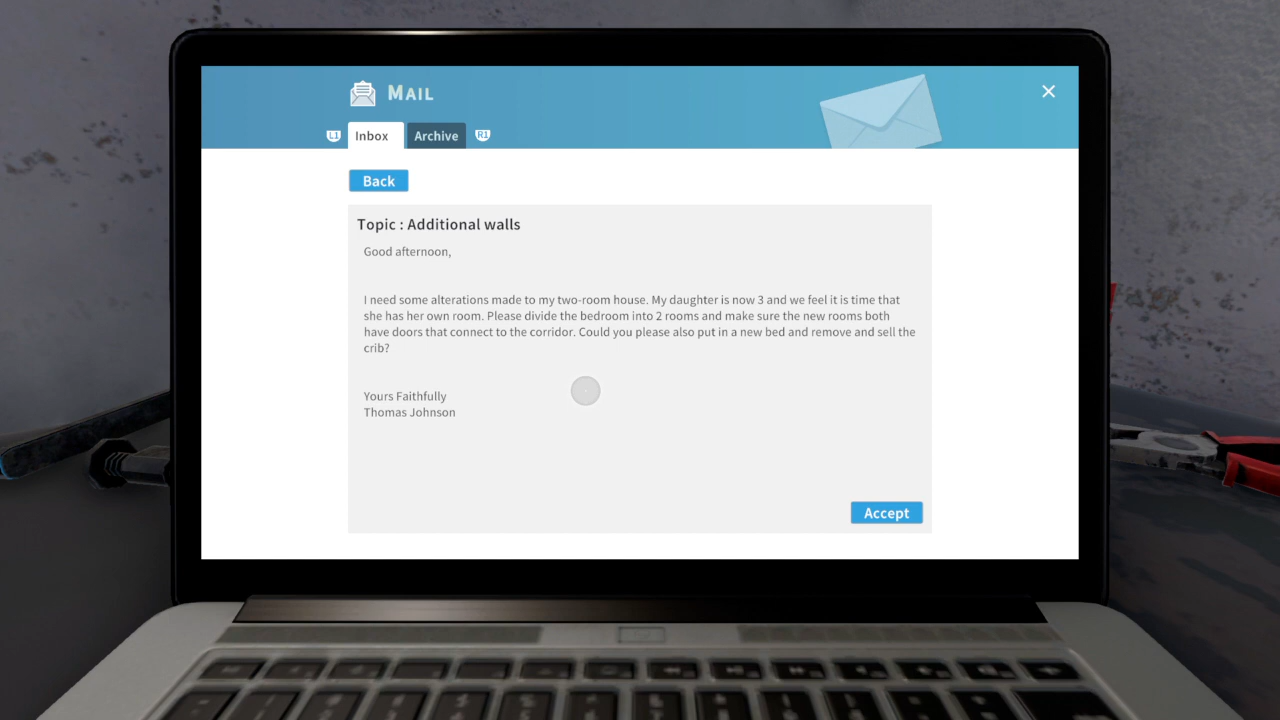 MAIL
L1 Inbox Archive R1
Back
Topic : Additional walls
Good afternoon,
I need some alterations made to my two-room house. My daughter is now 3 and we feel it is time that
she has her own room. Please divide the bedroom into 2 rooms and make sure the new rooms both
have doors that connect to the corridor. Could you please also put in a new bed and remove and sell the
crib?
Yours Faithfully
Thomas Johnson
Accept